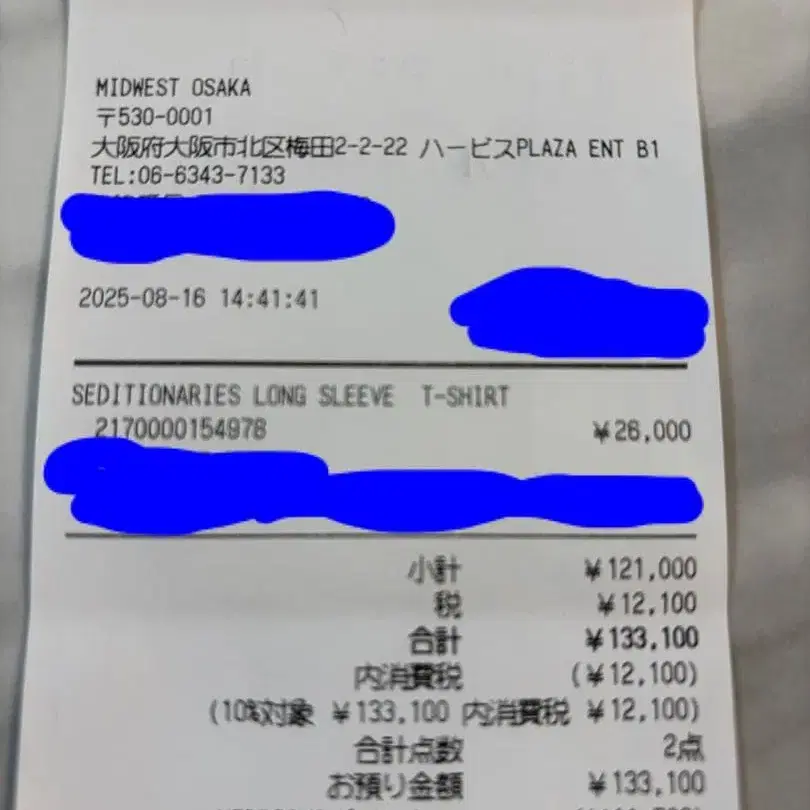 MIDWEST OSAKA
〒530-0001
大阪府大阪市北区梅田2-2-22 ハービスPLAZA ENT B1
TEL:06-6343-7133
2025-08-16 14:41:41
SEDITIONARIES LONG SLEEVE T-SHIRT
2170000154978 ¥26,000
小計 ¥121,000
税 ¥12,100
合計 ¥133,100
内消費税 (¥12,100)
(10%対象 ¥133,100 内消費税 ¥12,100)
合計点数 2点
お預り金額 ¥133,100